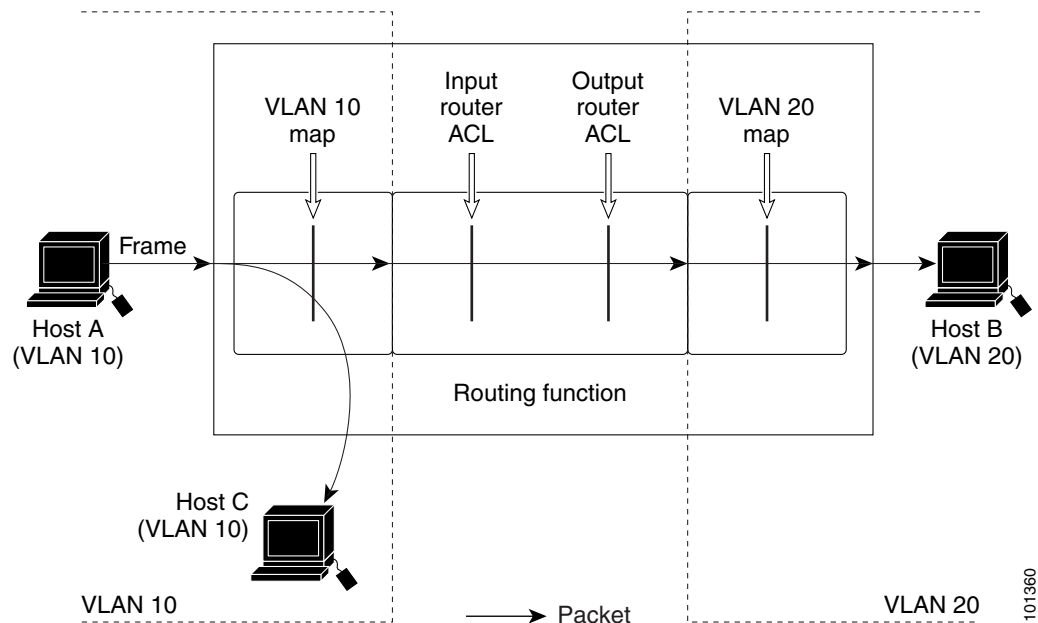 VLAN 10
map
Input
router
ACL
Output
router
ACL
VLAN 20
map
Frame
Host A
(VLAN 10)
Host B
(VLAN 20)
Routing function
Host C
(VLAN 10)
VLAN 10
Packet
VLAN 20
101360